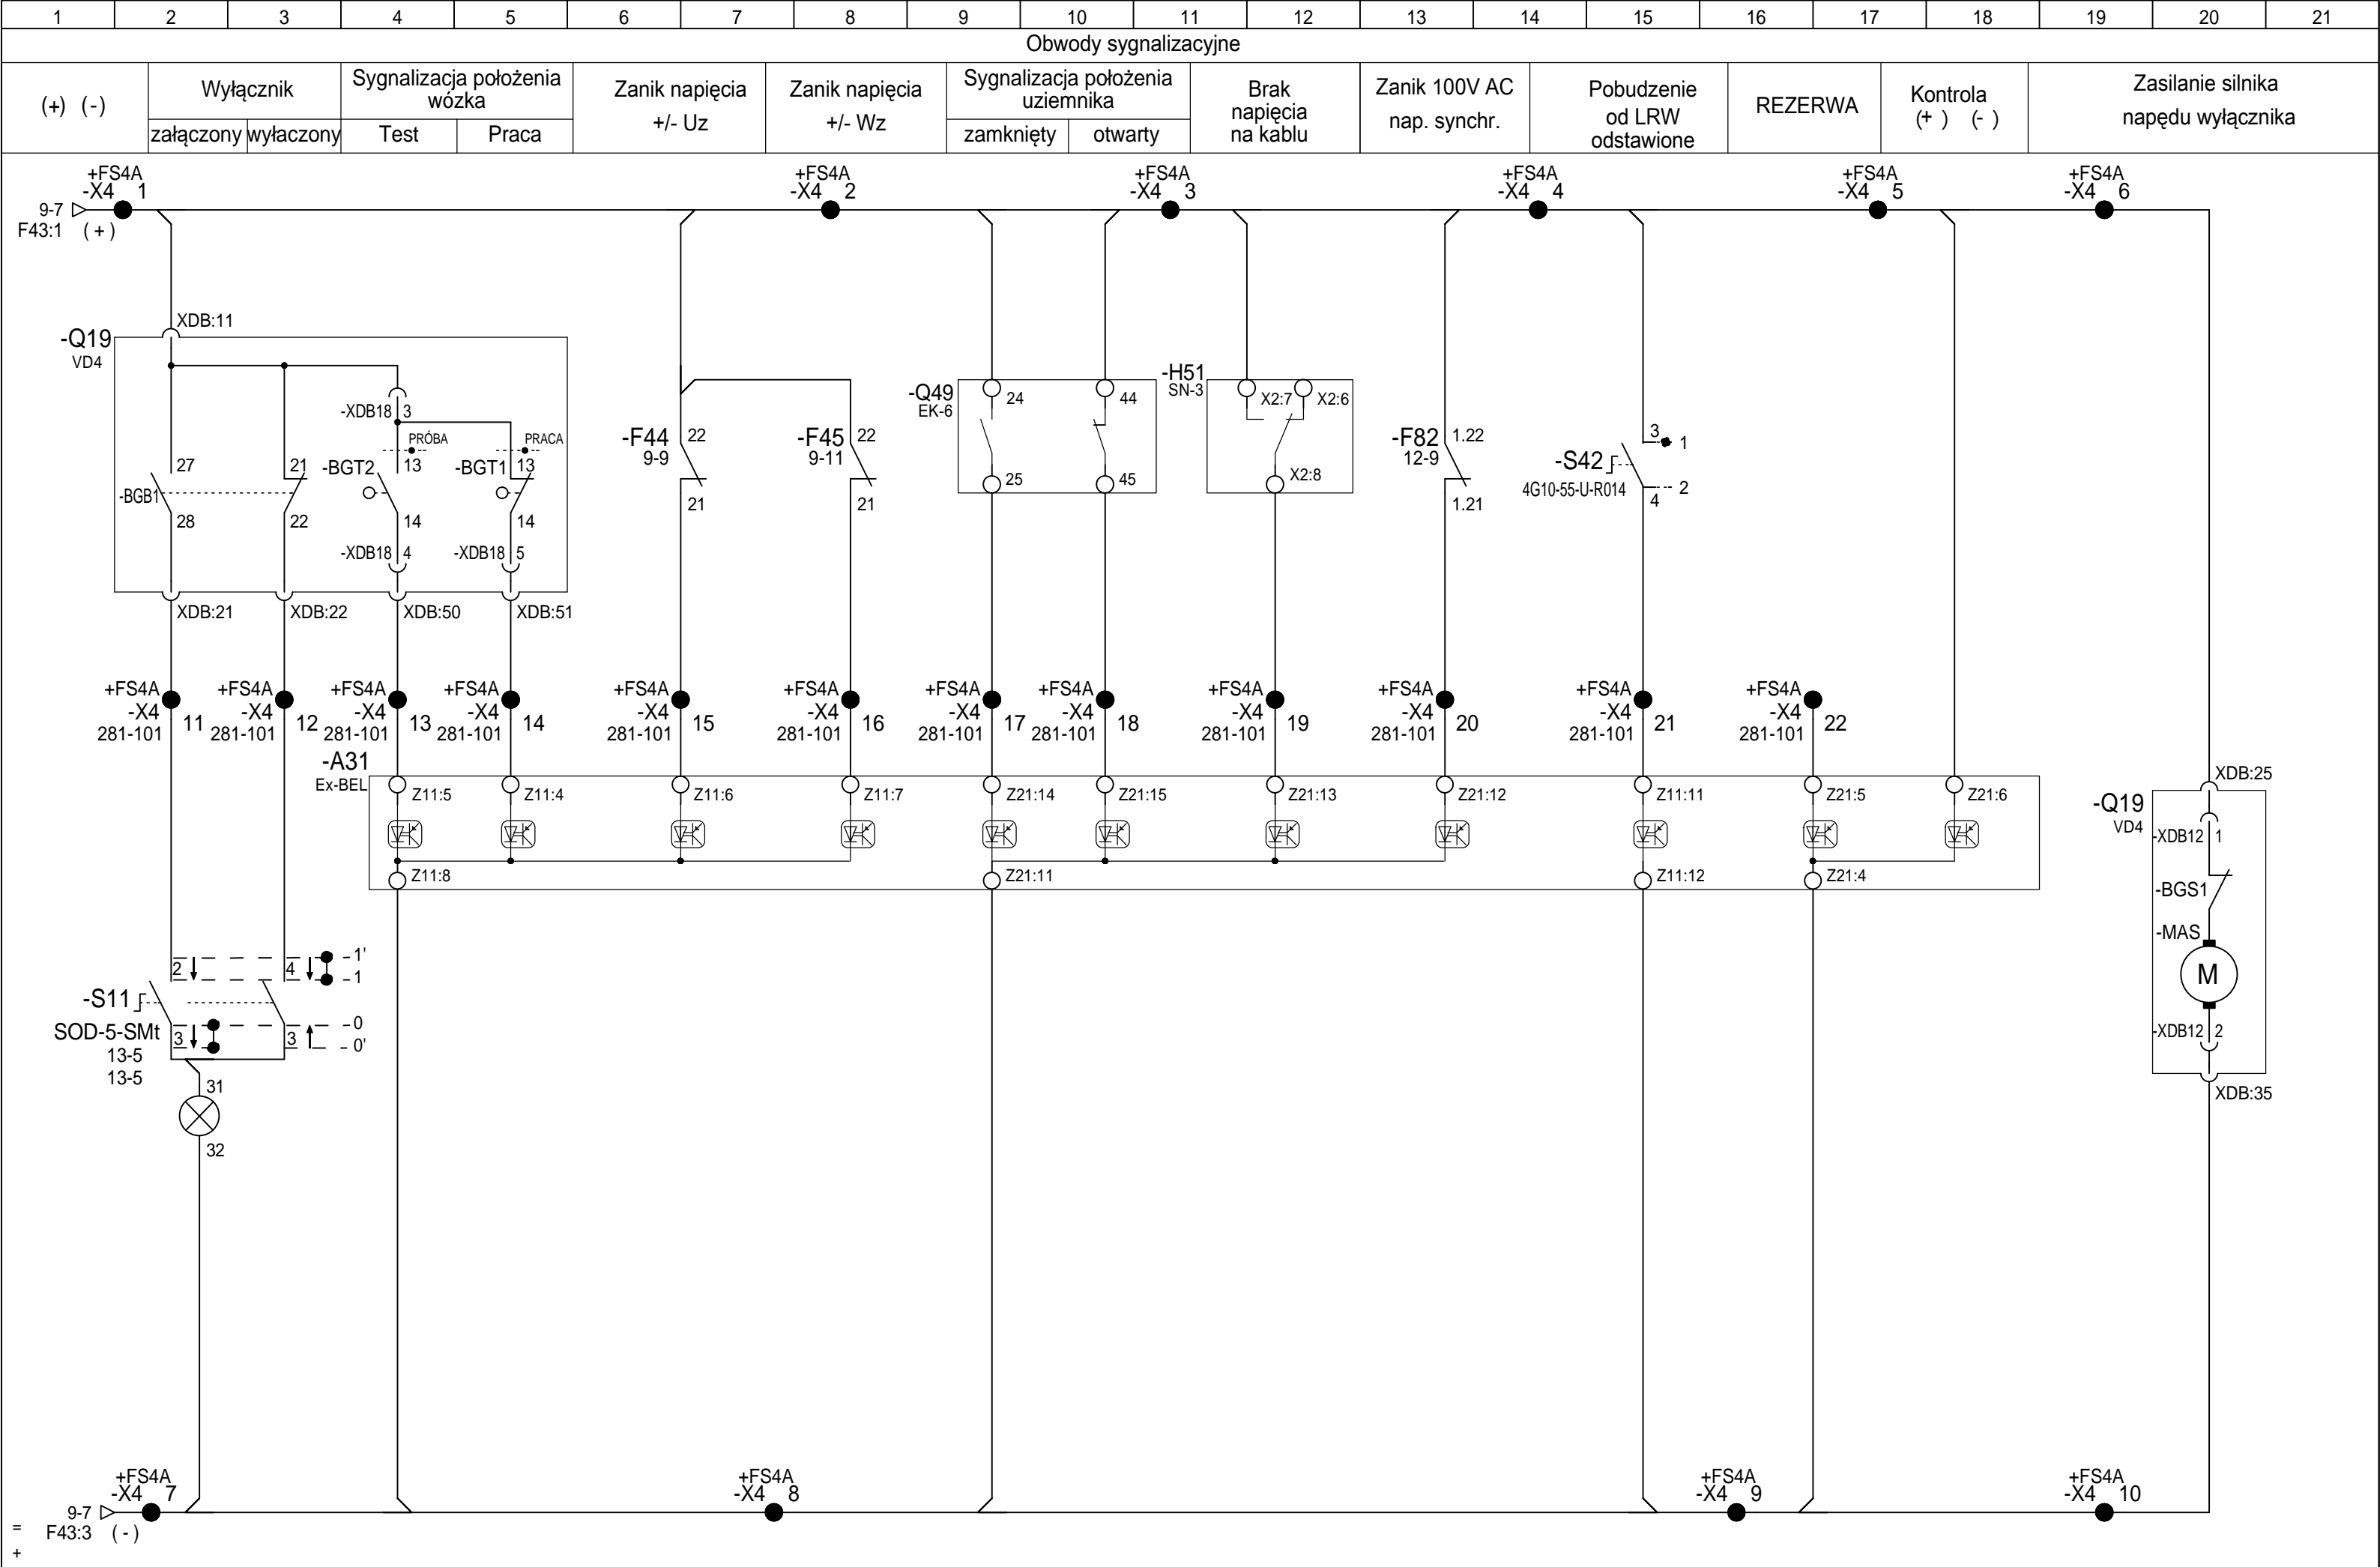 1 2 3 4 5 6 7 8 9 10 11 12 13 14 15 16 17 18 19 20 21
Obwody sygnalizacyjne
(+) (-)
Wyłącznik
załączony wyłaczony
Sygnalizacja położenia
wózka
Test Praca
Zanik napięcia
+/- Uz
Zanik napięcia
+/- Wz
Sygnalizacja położenia
uziemnika
zamknięty otwarty
Brak
napięcia
na kablu
Zanik 100V AC
nap. synchr.
Pobudzenie
od LRW
odstawione
REZERWA
Kontrola
(+ ) (- )
Zasilanie silnika
napędu wyłącznika
+FS4A
-X4 1
9-7
F43:1 (+)
+FS4A
-X4 2
+FS4A
-X4 3
+FS4A
-X4 4
+FS4A
-X4 5
+FS4A
-X4 6
XDB:11
-Q19
VD4
-XDB18 3
PRÓBA
PRACA
27
21
-BGT2 13
-BGT1 13
-BGB1
28
22
14
14
-XDB18 4
-XDB18 5
XDB:21
XDB:22
XDB:50
XDB:51
-F44 22
9-9
21
-F45 22
9-11
21
-Q49
EK-6
24
44
25
45
-H51
SN-3
X2:7 X2:6
X2:8
-F82 1.22
12-9
1.21
3 1
-S42
4G10-55-U-R014
2
4
+FS4A
-X4 11
281-101
+FS4A
-X4 12
281-101
+FS4A
-X4 13
281-101
+FS4A
-X4 14
281-101
+FS4A
-X4 15
281-101
+FS4A
-X4 16
281-101
+FS4A
-X4 17
281-101
+FS4A
-X4 18
281-101
+FS4A
-X4 19
281-101
+FS4A
-X4 20
281-101
+FS4A
-X4 21
281-101
+FS4A
-X4 22
281-101
-A31
Ex-BEL
Z11:5 Z11:4 Z11:6 Z11:7 Z21:14 Z21:15 Z21:13 Z21:12 Z11:11 Z21:5 Z21:6
Z11:8 Z21:11 Z11:12 Z21:4
XDB:25
-Q19
VD4
-XDB12 1
-BGS1
-MAS
M
-XDB12 2
XDB:35
1'
2 4
1
-S11
0
SOD-5-SMt 3 3
0'
13-5
13-5
31
32
+FS4A
-X4 7
9-7
F43:3 (-)
+FS4A
-X4 8
+FS4A
-X4 9
+FS4A
-X4 10
=
+